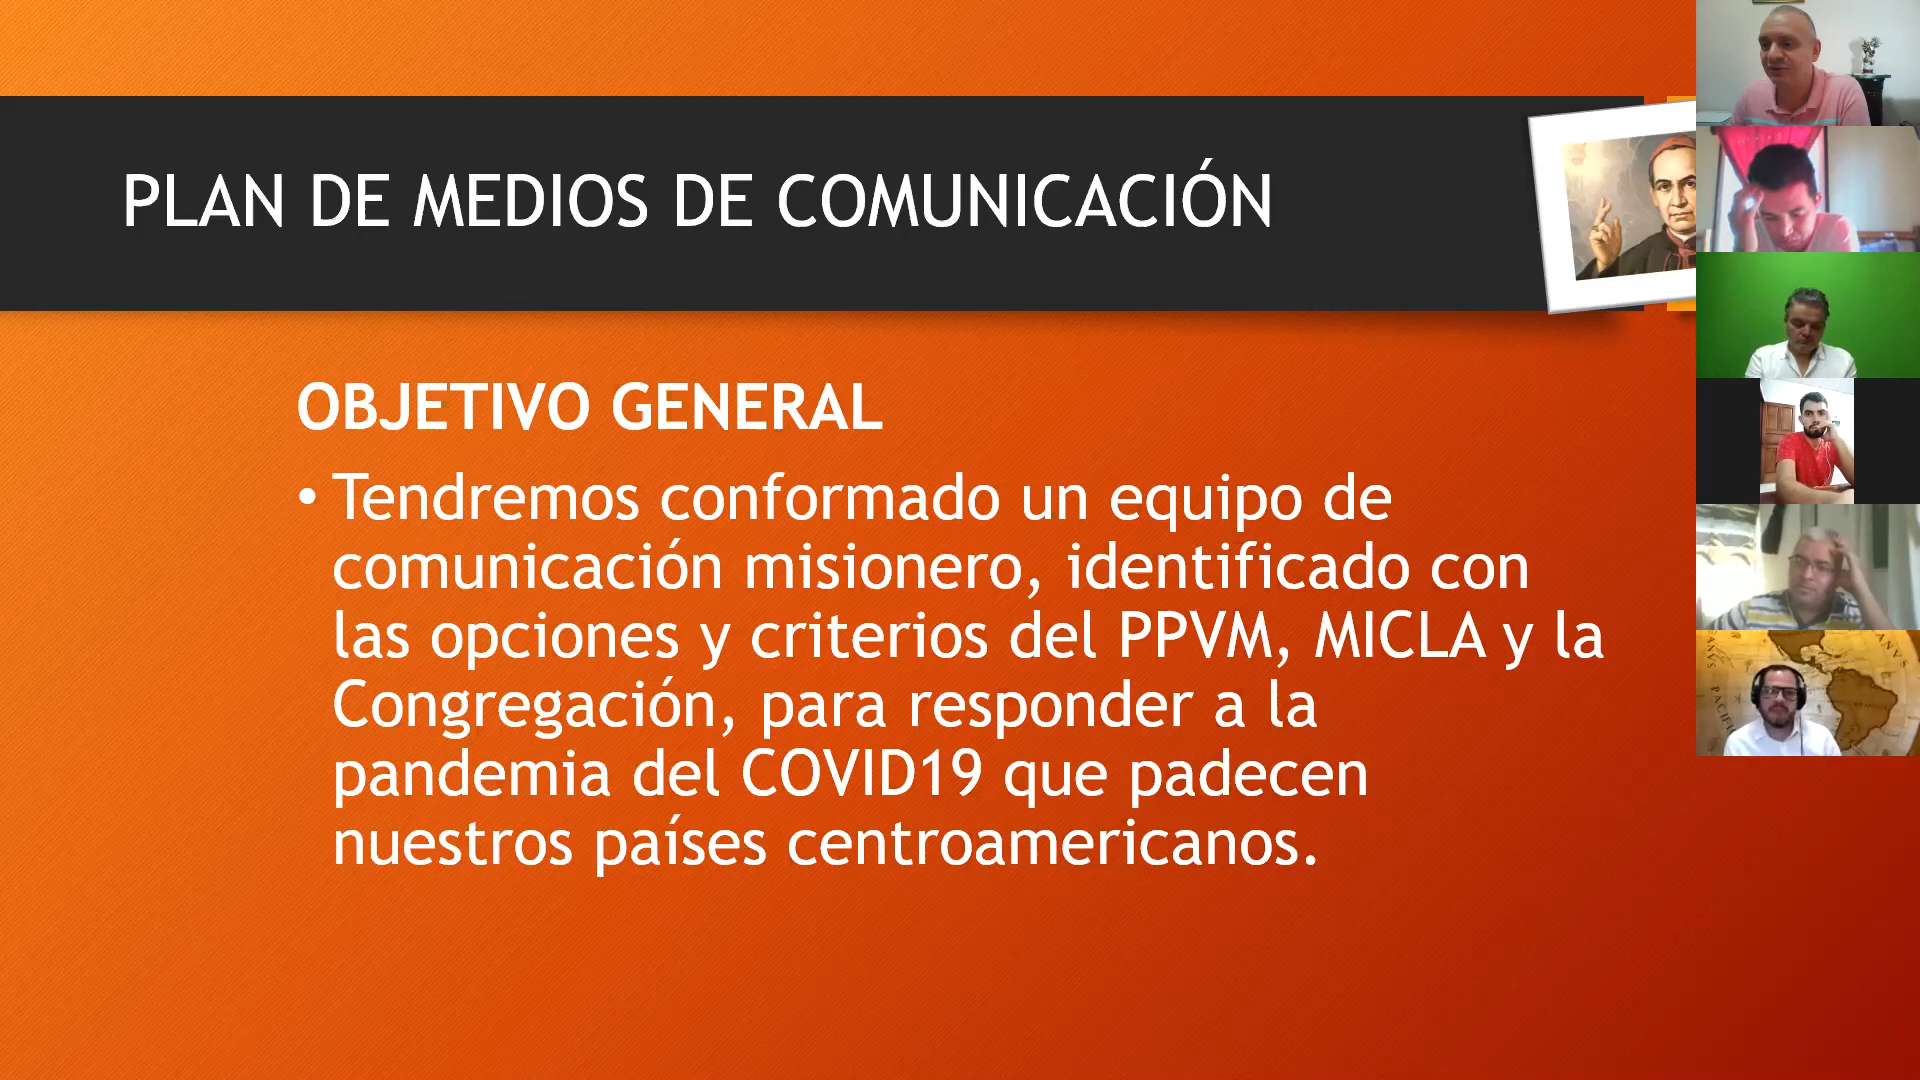 PLAN DE MEDIOS DE COMUNICACIÓN
OBJETIVO GENERAL
• Tendremos conformado un equipo de
comunicación misionero, identificado con
las opciones y criterios del PPVM, MICLA y la
Congregación, para responder a la
pandemia del COVID19 que padecen
nuestros países centroamericanos.